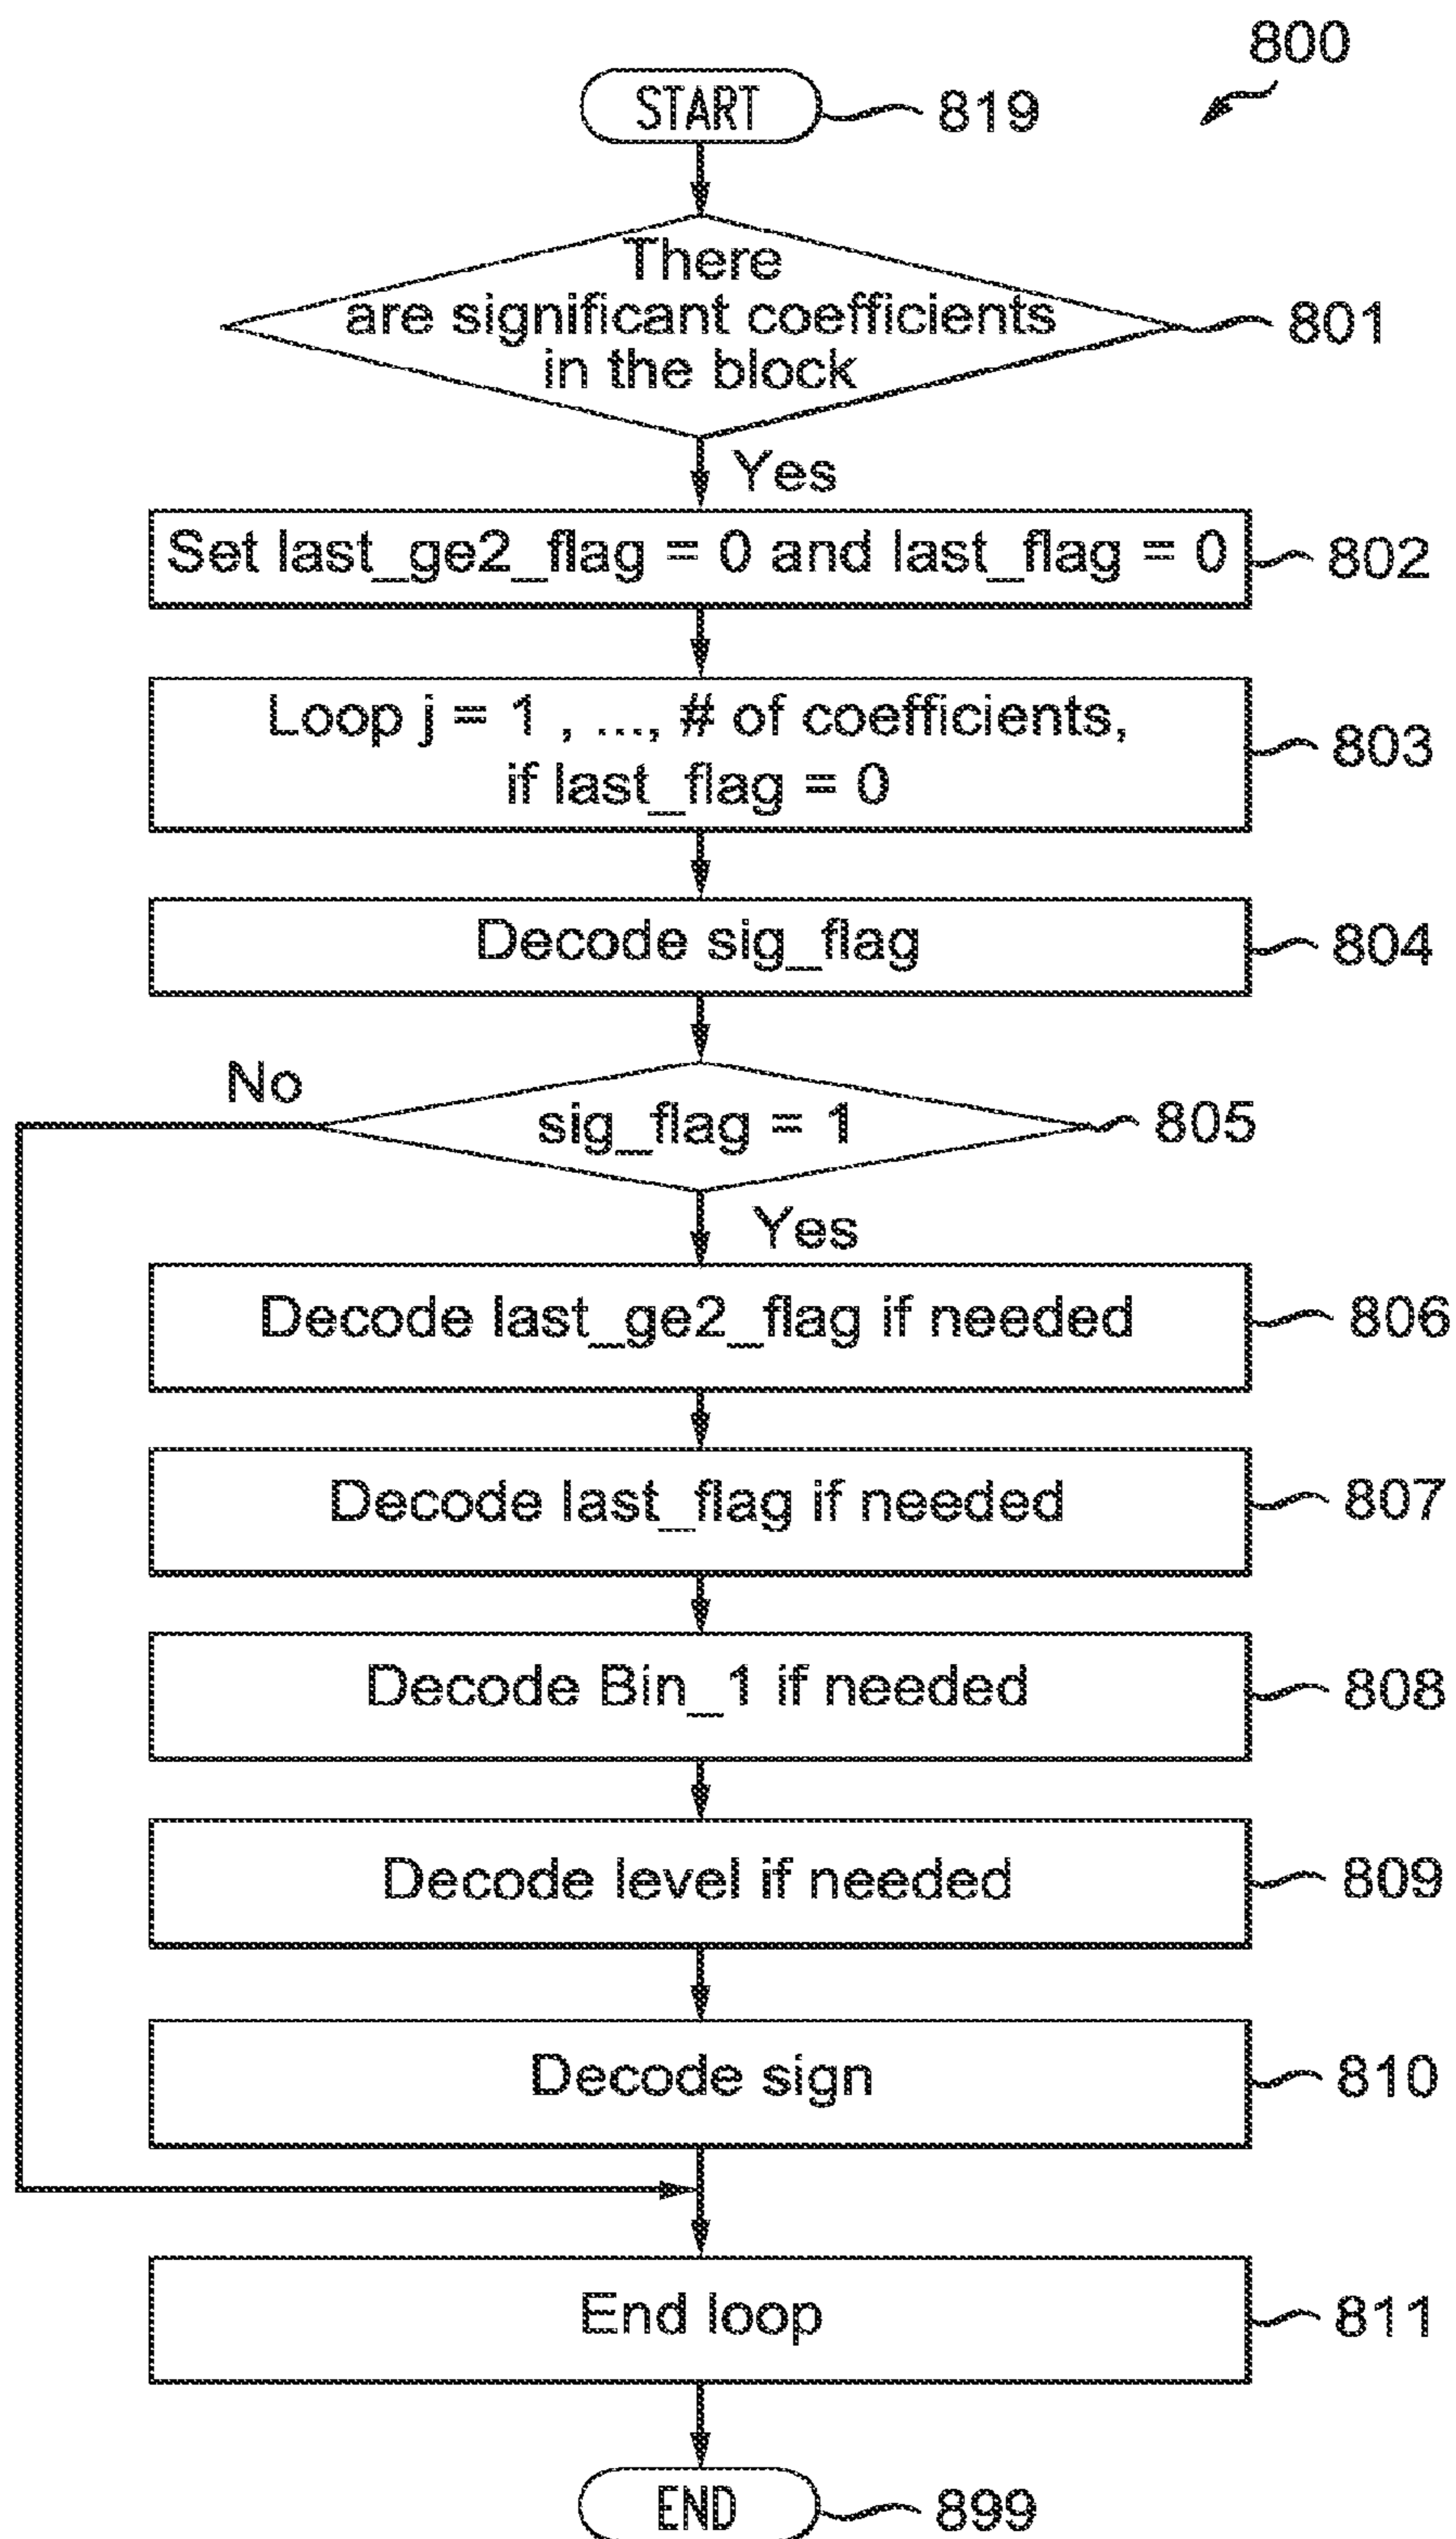 800
START
819
There
are significant coefficients
in the block
801
Yes
Set last_ge2_flag = 0 and last_flag = 0
802
Loop j = 1 , ..., # of coefficients,
if last_flag = 0
803
Decode sig_flag
804
No
sig_flag = 1
805
Yes
Decode last_ge2_flag if needed
806
Decode last_flag if needed
807
Decode Bin_1 if needed
808
Decode level if needed
809
Decode sign
810
End loop
811
END
899